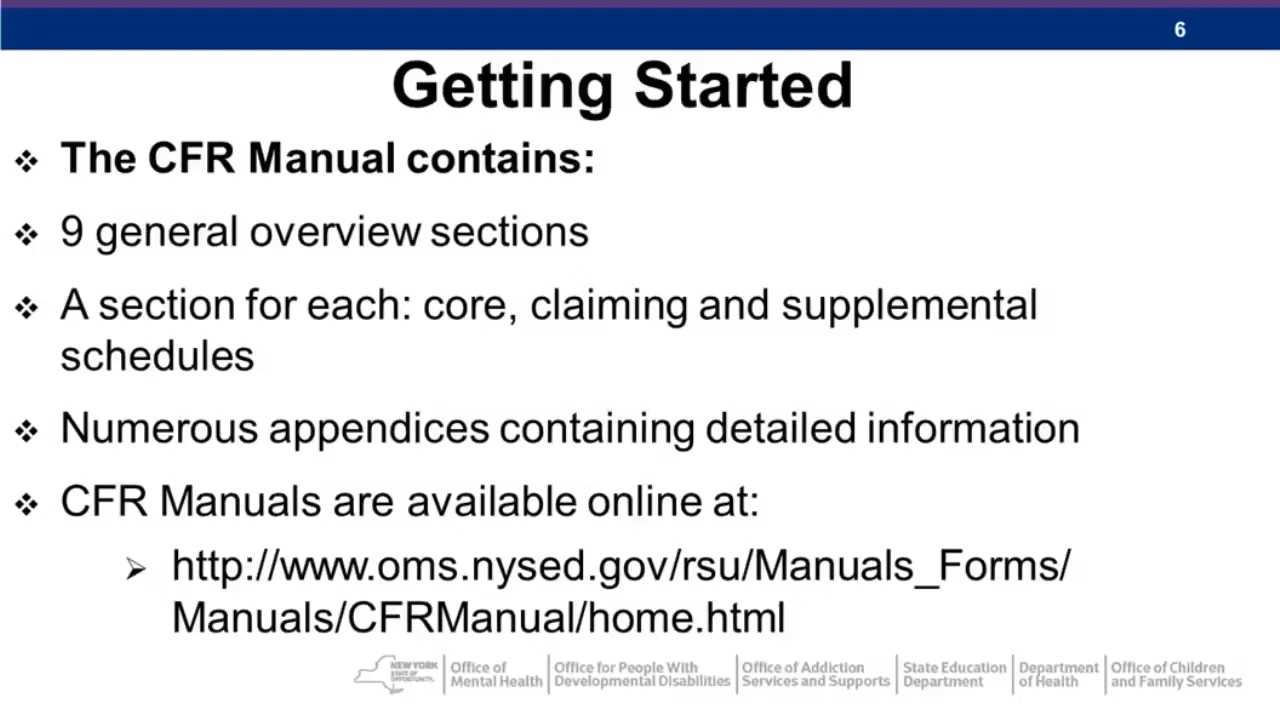 6
Getting Started
❖ The CFR Manual contains:
❖ 9 general overview sections
❖ A section for each: core, claiming and supplemental
schedules
❖ Numerous appendices containing detailed information
❖ CFR Manuals are available online at:
➢ http://www.oms.nysed.gov/rsu/Manuals_Forms/
Manuals/CFRManual/home.html
NEW YORK
STATE OF
OPPORTUNITY.
Office of
Mental Health
Office for People With
Developmental Disabilities
Office of Addiction
Services and Supports
State Education
Department
Department
of Health
Office of Children
and Family Services